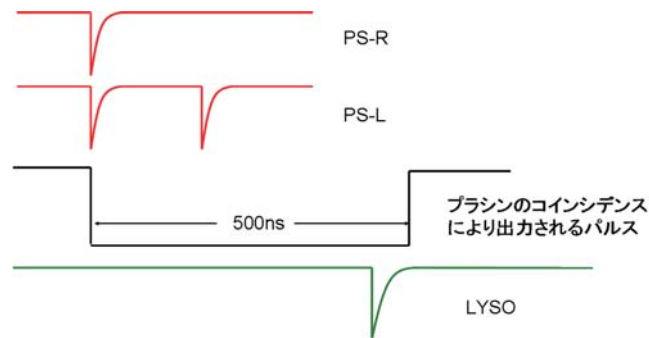 PS-R
PS-L
500ns
プラシンのコインシデンス
により出力されるパルス
LYSO